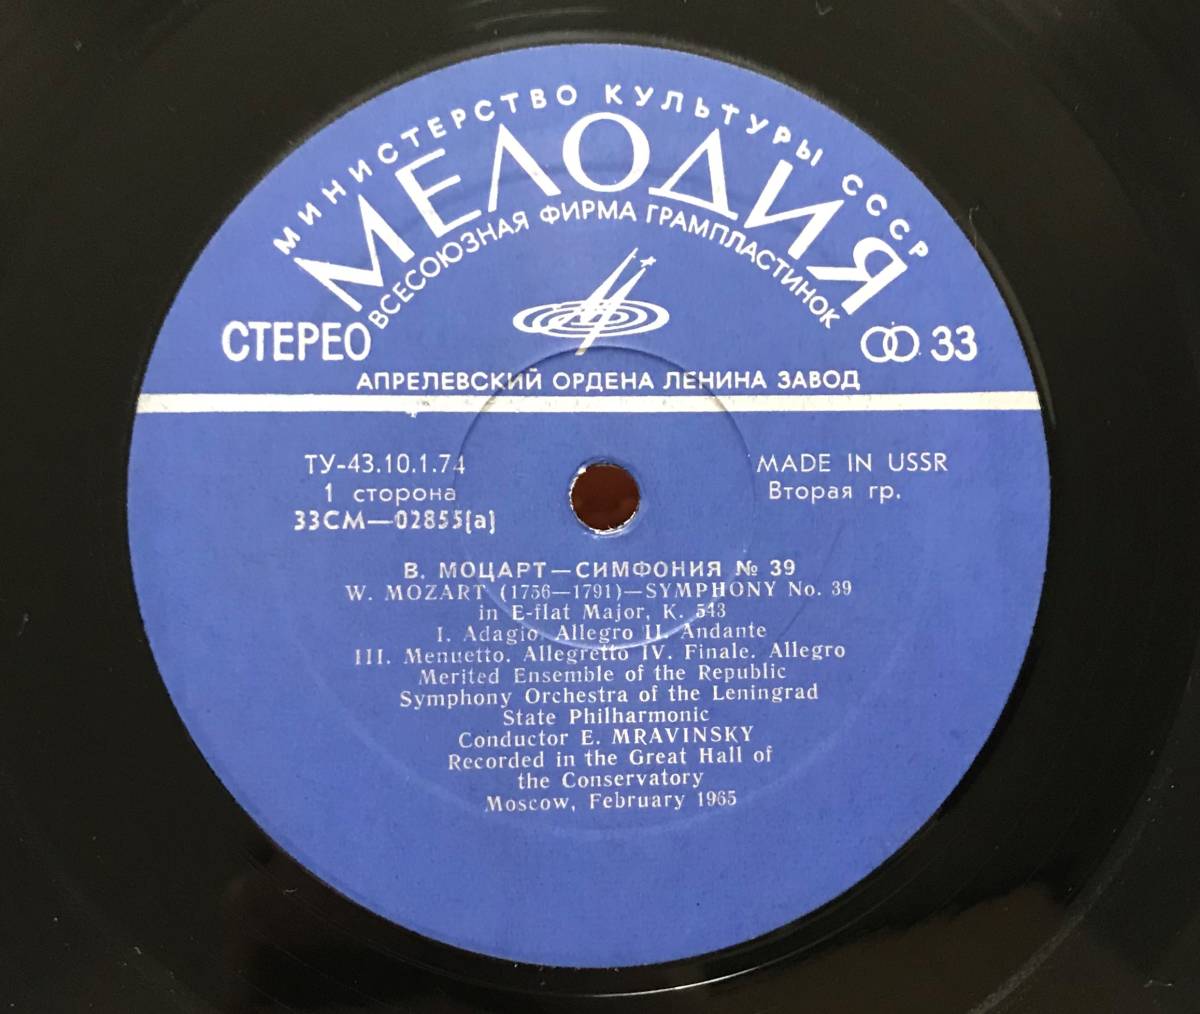 МИНИСТЕРСТВО КУЛЬТУРЫ СССР
МЕЛОДИЯ
ВСЕСОЮЗНАЯ ФИРМА ГРАМПЛАСТИНОК
СТЕРЕО
33
АПРЕЛЕВСКИЙ ОРДЕНА ЛЕНИНА ЗАВОД
ТУ-43.10.1.74
1 сторона
33СМ—02855(а)
MADE IN USSR
Вторая гр.
В. МОЦАРТ—СИМФОНИЯ № 39
W. MOZART (1756—1791)—SYMPHONY No. 39
in E-flat Major, K. 543
I. Adagio. Allegro II. Andante
III. Menuetto. Allegretto IV. Finale. Allegro
Merited Ensemble of the Republic
Symphony Orchestra of the Leningrad
State Philharmonic
Conductor E. MRAVINSKY
Recorded in the Great Hall of
the Conservatory
Moscow, February 1965